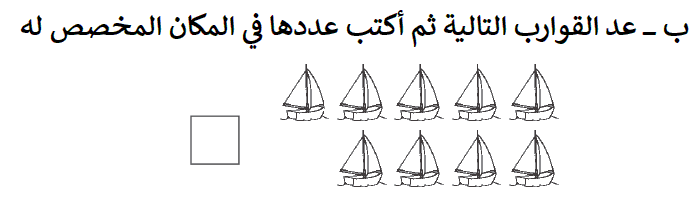 ب – عد القوارب التالية ثم أكتب عددها في المكان المخصص له